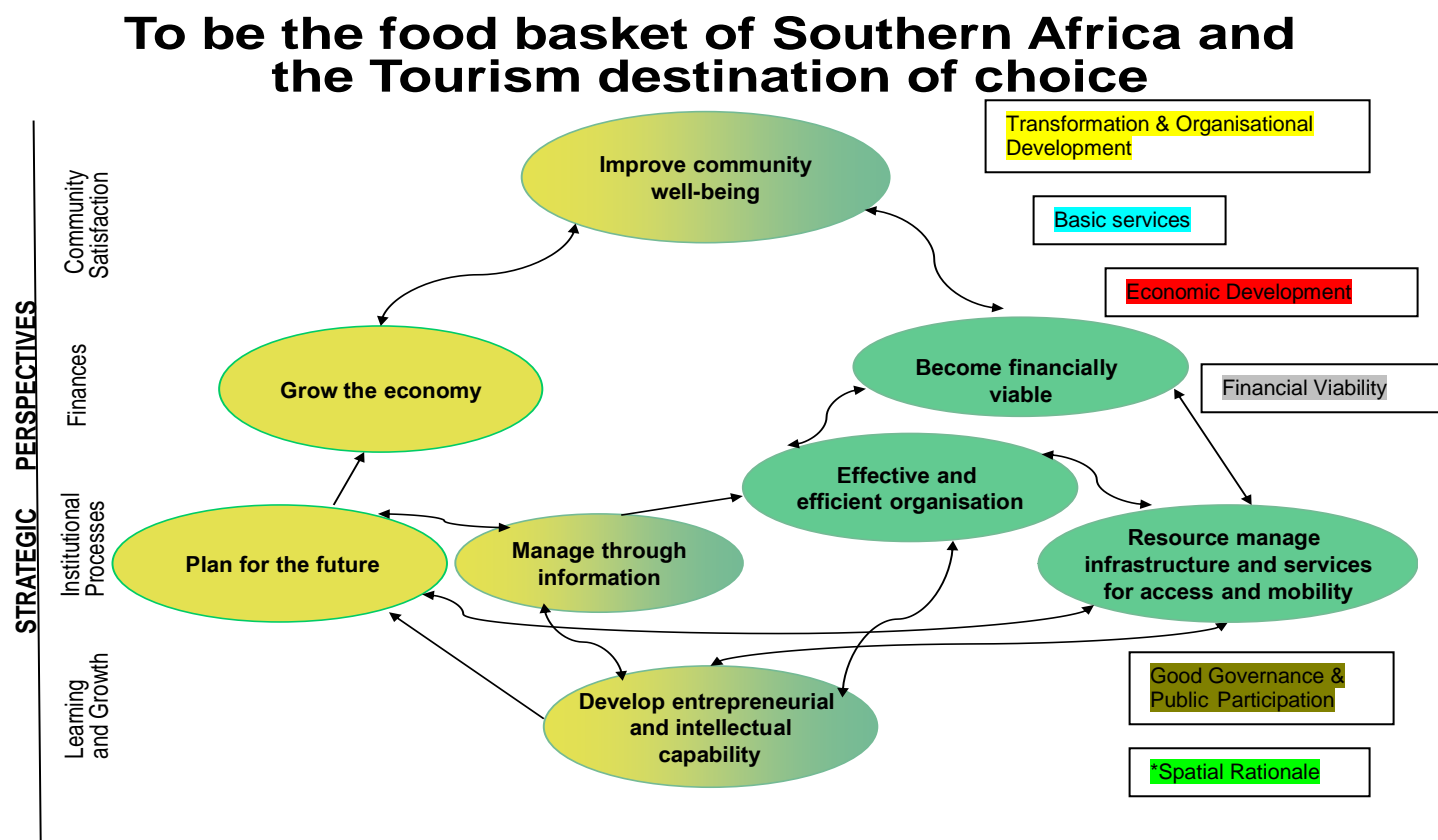 To be the food basket of Southern Africa and
the Tourism destination of choice
STRATEGIC PERSPECTIVES
Community
Satisfaction
Improve community
well-being
Transformation & Organisational
Development
Basic services
Economic Development
Finances
Grow the economy
Become financially
viable
Financial Viability
Institutional
Processes
Plan for the future
Manage through
information
Effective and
efficient organisation
Resource manage
infrastructure and services
for access and mobility
Learning
and Growth
Develop entrepreneurial
and intellectual
capability
Good Governance &
Public Participation
*Spatial Rationale